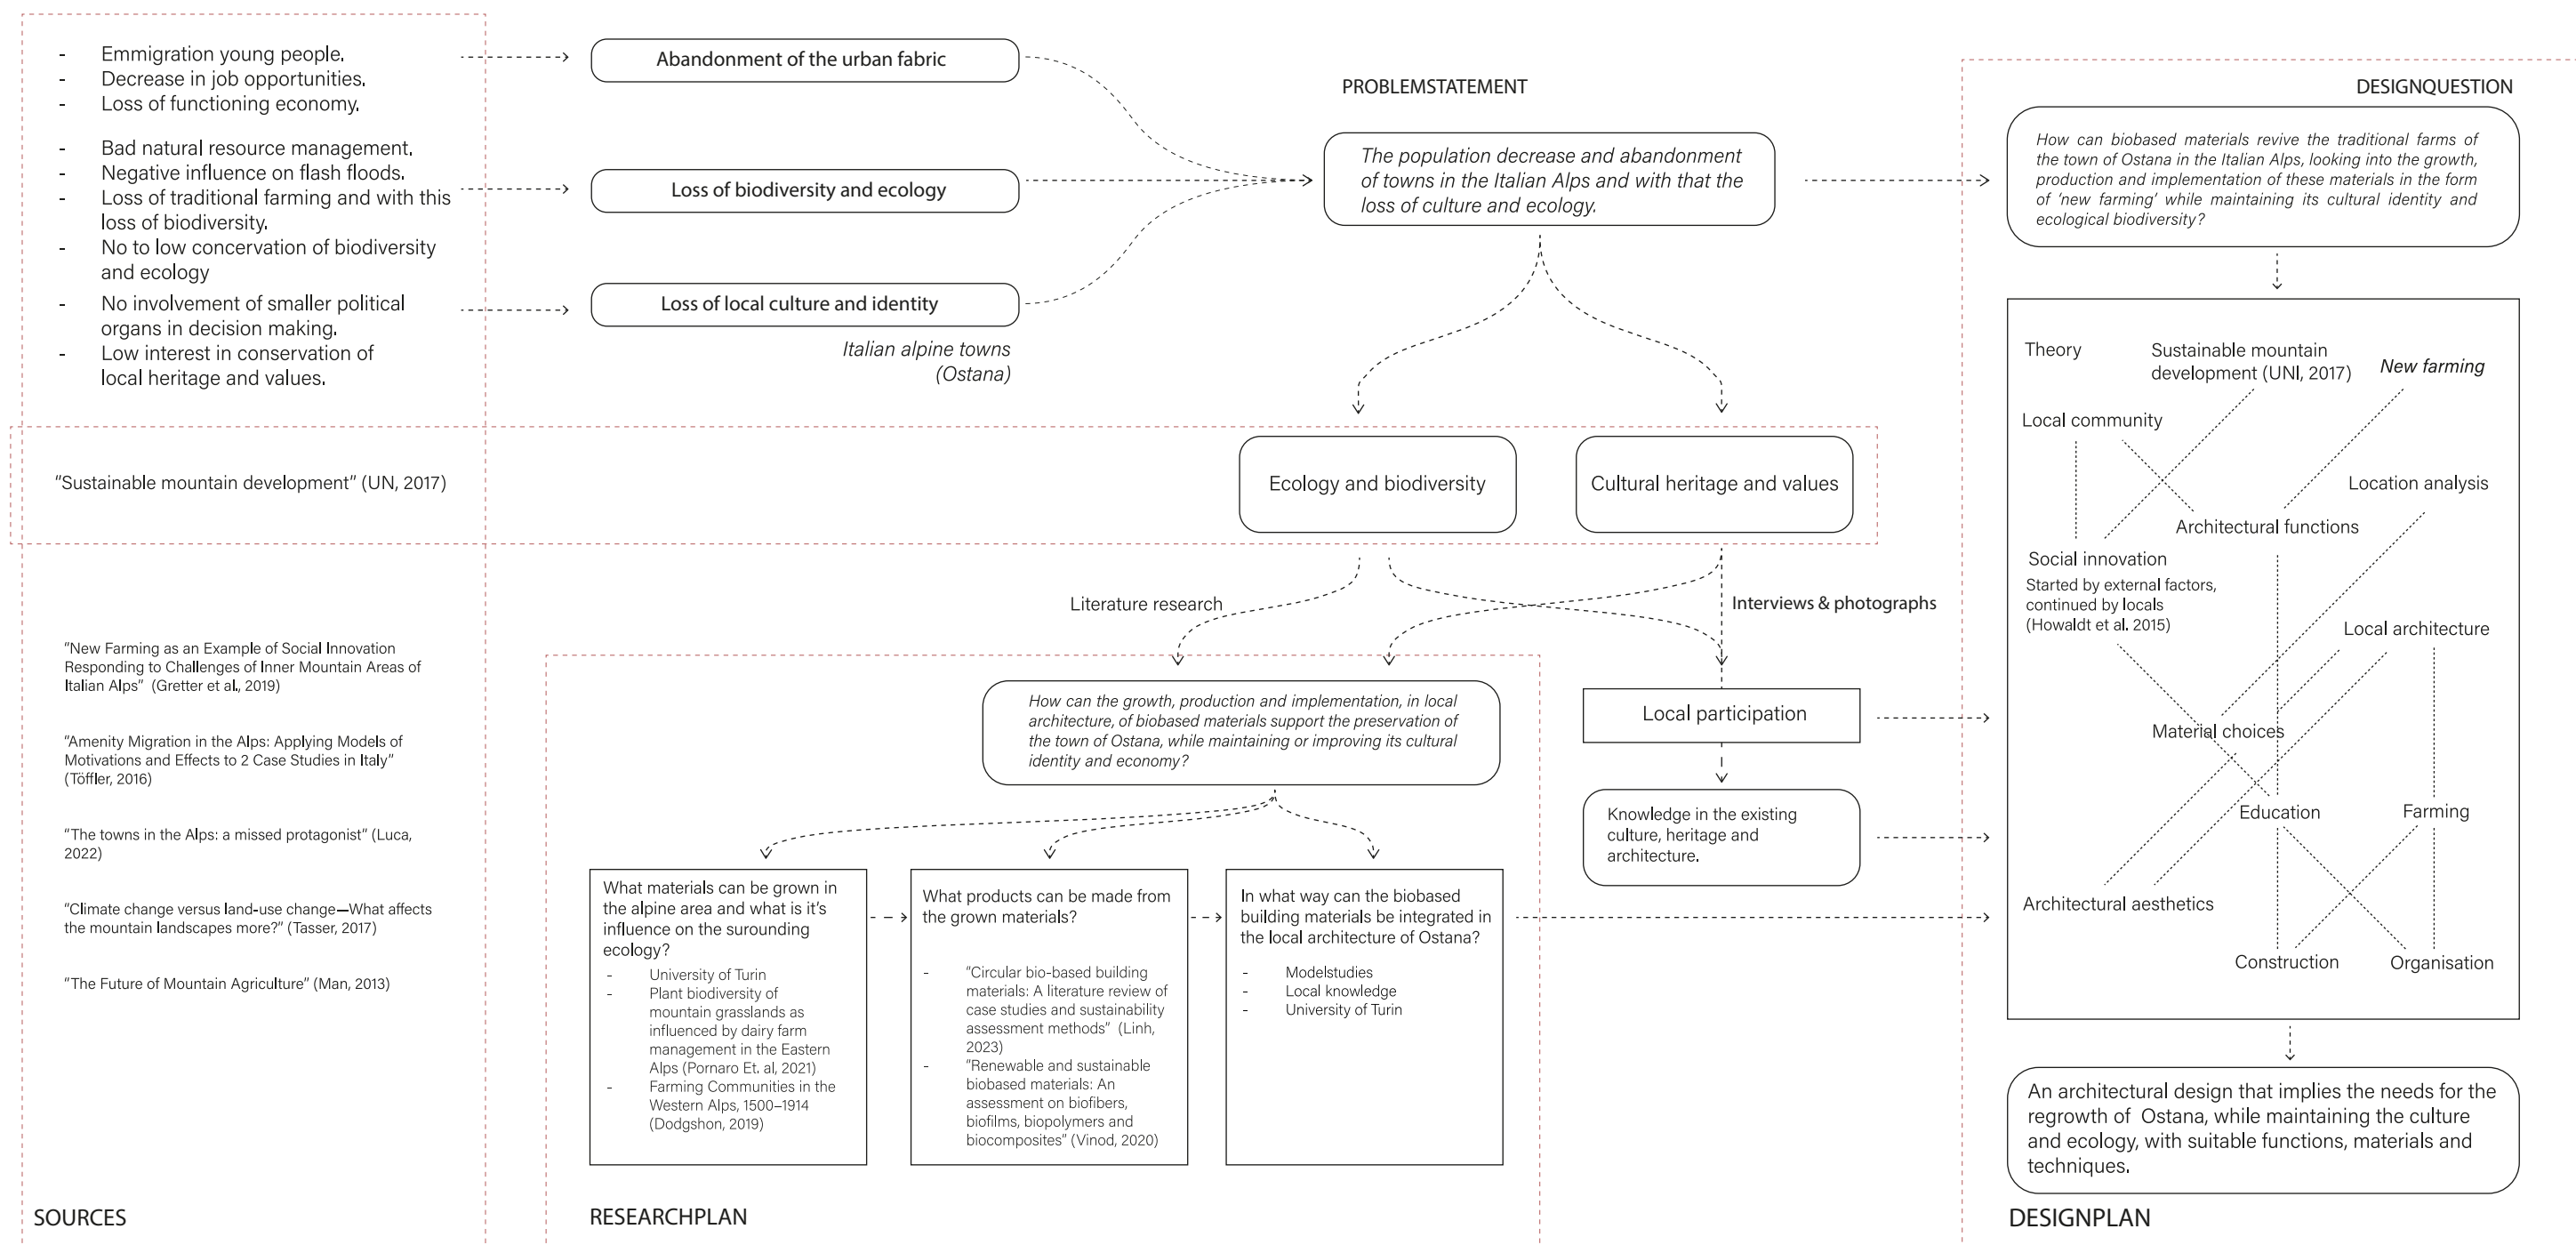 - Emmigration young people.
- Decrease in job opportunities.
- Loss of functioning economy.
- Bad natural resource management.
- Negative influence on flash floods.
- Loss of traditional farming and with this
loss of biodiversity.
- No to low concervation of biodiversity
and ecology
- No involvement of smaller political
organs in decision making.
- Low interest in conservation of
local heritage and values.
Abandonment of the urban fabric
Loss of biodiversity and ecology
Loss of local culture and identity
Italian alpine towns
(Ostana)
PROBLEMSTATEMENT
The population decrease and abandonment
of towns in the Italian Alps and with that the
loss of culture and ecology.
DESIGNQUESTION
How can biobased materials revive the traditional farms of
the town of Ostana in the Italian Alps, looking into the growth,
production and implementation of these materials in the form
of 'new farming' while maintaining its cultural identity and
ecological biodiversity?
"Sustainable mountain development" (UN, 2017)
Ecology and biodiversity
Cultural heritage and values
Literature research
Interviews & photographs
"New Farming as an Example of Social Innovation
Responding to Challenges of Inner Mountain Areas of
Italian Alps" (Gretter et al., 2019)
"Amenity Migration in the Alps: Applying Models of
Motivations and Effects to 2 Case Studies in Italy"
(Töffler, 2016)
"The towns in the Alps: a missed protagonist" (Luca,
2022)
"Climate change versus land-use change—What affects
the mountain landscapes more?" (Tasser, 2017)
"The Future of Mountain Agriculture" (Man, 2013)
SOURCES
How can the growth, production and implementation, in local
architecture, of biobased materials support the preservation of
the town of Ostana, while maintaining or improving its cultural
identity and economy?
What materials can be grown in
the alpine area and what is it's
influence on the surounding
ecology?
- University of Turin
- Plant biodiversity of
mountain grasslands as
influenced by dairy farm
management in the Eastern
Alps (Pornaro Et. al, 2021)
- Farming Communities in the
Western Alps, 1500–1914
(Dodgshon, 2019)
What products can be made from
the grown materials?
- "Circular bio-based building
materials: A literature review of
case studies and sustainability
assessment methods" (Linh,
2023)
- "Renewable and sustainable
biobased materials: An
assessment on biofibers,
biofilms, biopolymers and
biocomposites" (Vinod, 2020)
In what way can the biobased
building materials be integrated in
the local architecture of Ostana?
- Modelstudies
- Local knowledge
- University of Turin
RESEARCHPLAN
Local participation
Knowledge in the existing
culture, heritage and
architecture.
Theory
Sustainable mountain
development (UNI, 2017)
New farming
Local community
Location analysis
Architectural functions
Social innovation
Started by external factors,
continued by locals
(Howaldt et al. 2015)
Local architecture
Material choices
Education
Farming
Architectural aesthetics
Construction
Organisation
An architectural design that implies the needs for the
regrowth of Ostana, while maintaining the culture
and ecology, with suitable functions, materials and
techniques.
DESIGNPLAN